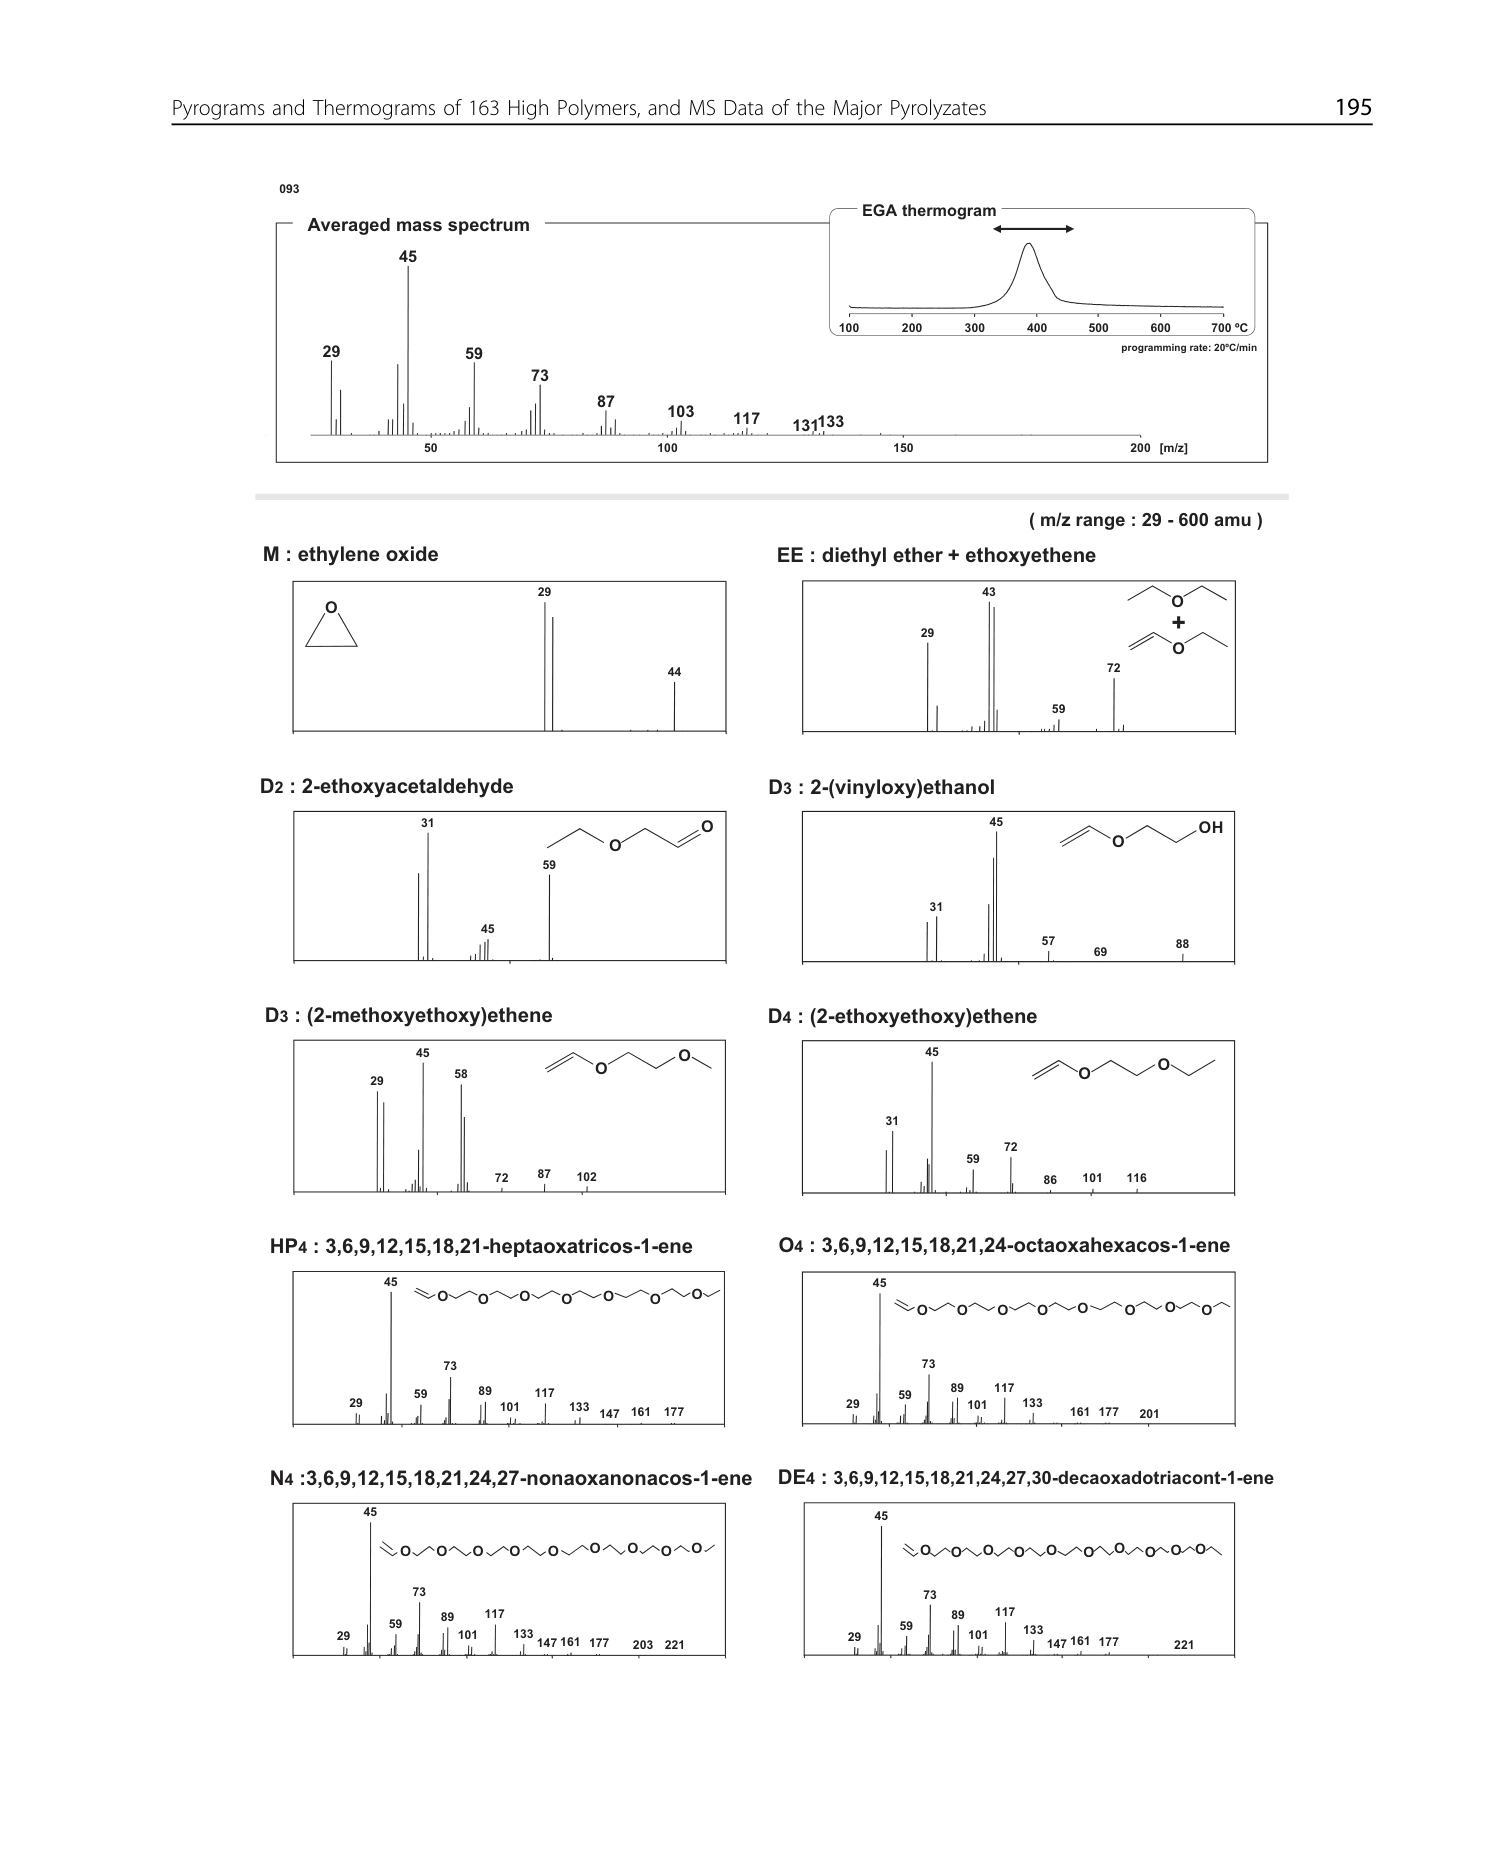 Pyrograms and Thermograms of 163 High Polymers, and MS Data of the Major Pyrolyzates 195
093
Averaged mass spectrum
EGA thermogram
100 200 300 400 500 600 700 ºC
programming rate: 20ºC/min
45
29
59
73
87
103
117
131
133
50 100 150 200 [m/z]
( m/z range : 29 - 600 amu )
M : ethylene oxide
O
29
44
EE : diethyl ether + ethoxyethene
O
+
O
43
29
72
59
D2 : 2-ethoxyacetaldehyde
31
O
O
59
45
D3 : 2-(vinyloxy)ethanol
45
OH
O
31
57
69
88
D3 : (2-methoxyethoxy)ethene
45
O
O
29
58
72
87
102
D4 : (2-ethoxyethoxy)ethene
45
O
O
31
59
72
86
101
116
HP4 : 3,6,9,12,15,18,21-heptaoxatricos-1-ene
45
O O O O O O O
73
29
59
89
101
117
133
147
161
177
O4 : 3,6,9,12,15,18,21,24-octaoxahexacos-1-ene
45
O O O O O O O O
73
29
59
89
101
117
133
161
177
201
N4 :3,6,9,12,15,18,21,24,27-nonaoxanonacos-1-ene
45
O O O O O O O O O
73
29
59
89
101
117
133
147
161
177
203
221
DE4 : 3,6,9,12,15,18,21,24,27,30-decaoxadotriacont-1-ene
45
O O O O O O O O O O
73
29
59
89
101
117
133
147
161
177
221